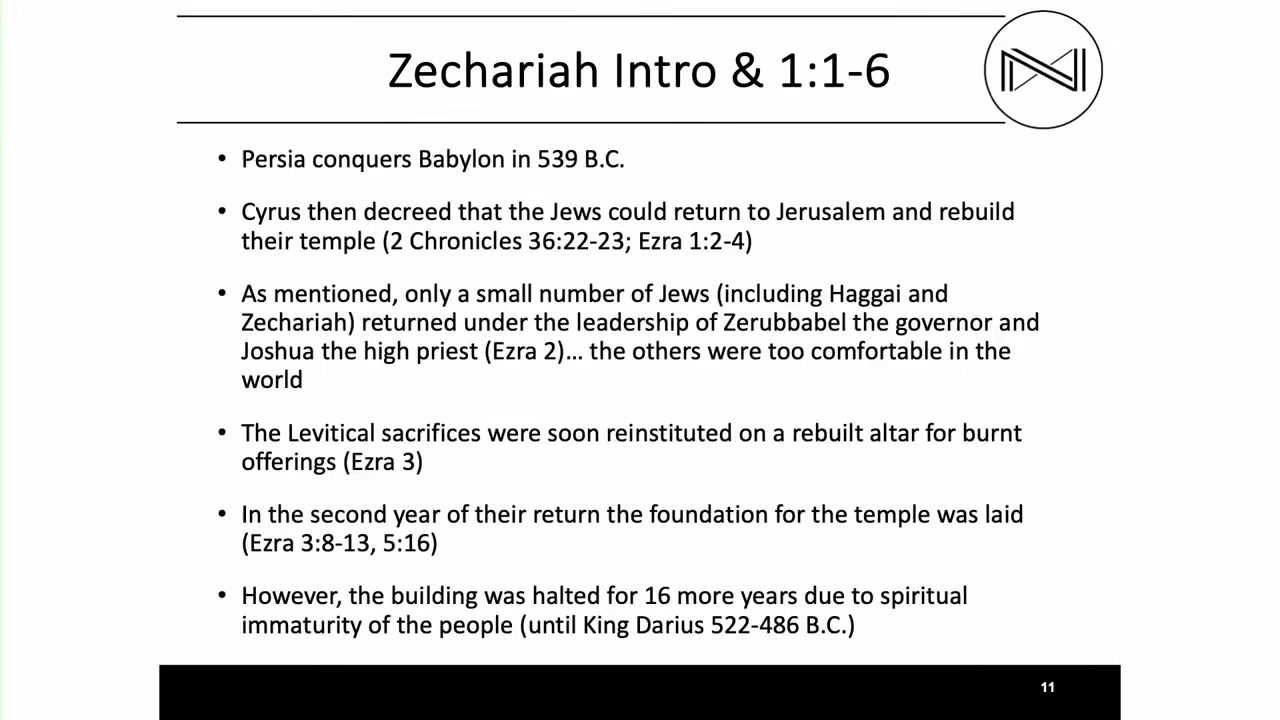 Zechariah Intro & 1:1-6
• Persia conquers Babylon in 539 B.C.
• Cyrus then decreed that the Jews could return to Jerusalem and rebuild
their temple (2 Chronicles 36:22-23; Ezra 1:2-4)
• As mentioned, only a small number of Jews (including Haggai and
Zechariah) returned under the leadership of Zerubbabel the governor and
Joshua the high priest (Ezra 2)… the others were too comfortable in the
world
• The Levitical sacrifices were soon reinstituted on a rebuilt altar for burnt
offerings (Ezra 3)
• In the second year of their return the foundation for the temple was laid
(Ezra 3:8-13, 5:16)
• However, the building was halted for 16 more years due to spiritual
immaturity of the people (until King Darius 522-486 B.C.)
11